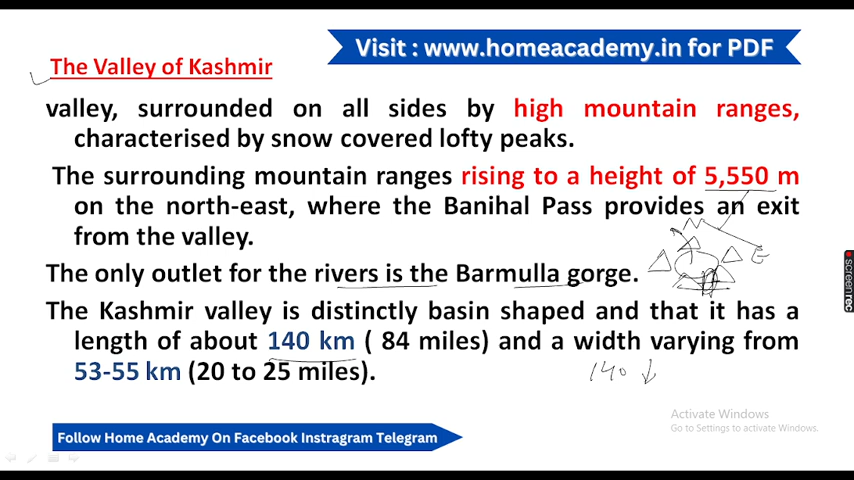 Visit : www.homeacademy.in for PDF
The Valley of Kashmir
valley, surrounded on all sides by high mountain ranges,
characterised by snow covered lofty peaks.
The surrounding mountain ranges rising to a height of 5,550 m
on the north-east, where the Banihal Pass provides an exit
from the valley.
N
E
The only outlet for the rivers is the Barmulla gorge.
The Kashmir valley is distinctly basin shaped and that it has a
length of about 140 km ( 84 miles) and a width varying from
53-55 km (20 to 25 miles).
140 ↓
Activate Windows
Go to Settings to activate Windows.
Follow Home Academy On Facebook Instragram Telegram
screenrec